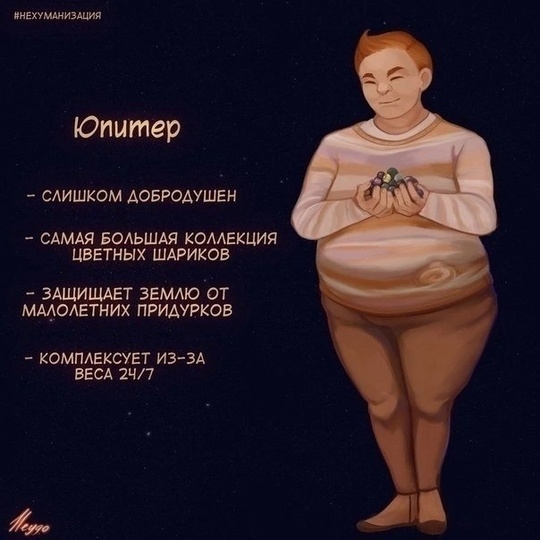 #НЕХУМАНИЗАЦИЯ
Юпитер
- СЛИШКОМ ДОБРОДУШЕН
- САМАЯ БОЛЬШАЯ КОЛЛЕКЦИЯ
ЦВЕТНЫХ ШАРИКОВ
- ЗАЩИЩАЕТ ЗЕМЛЮ ОТ
МАЛОЛЕТНИХ ПРИДУРКОВ
- КОМПЛЕКСУЕТ ИЗ-ЗА
ВЕСА 24/7